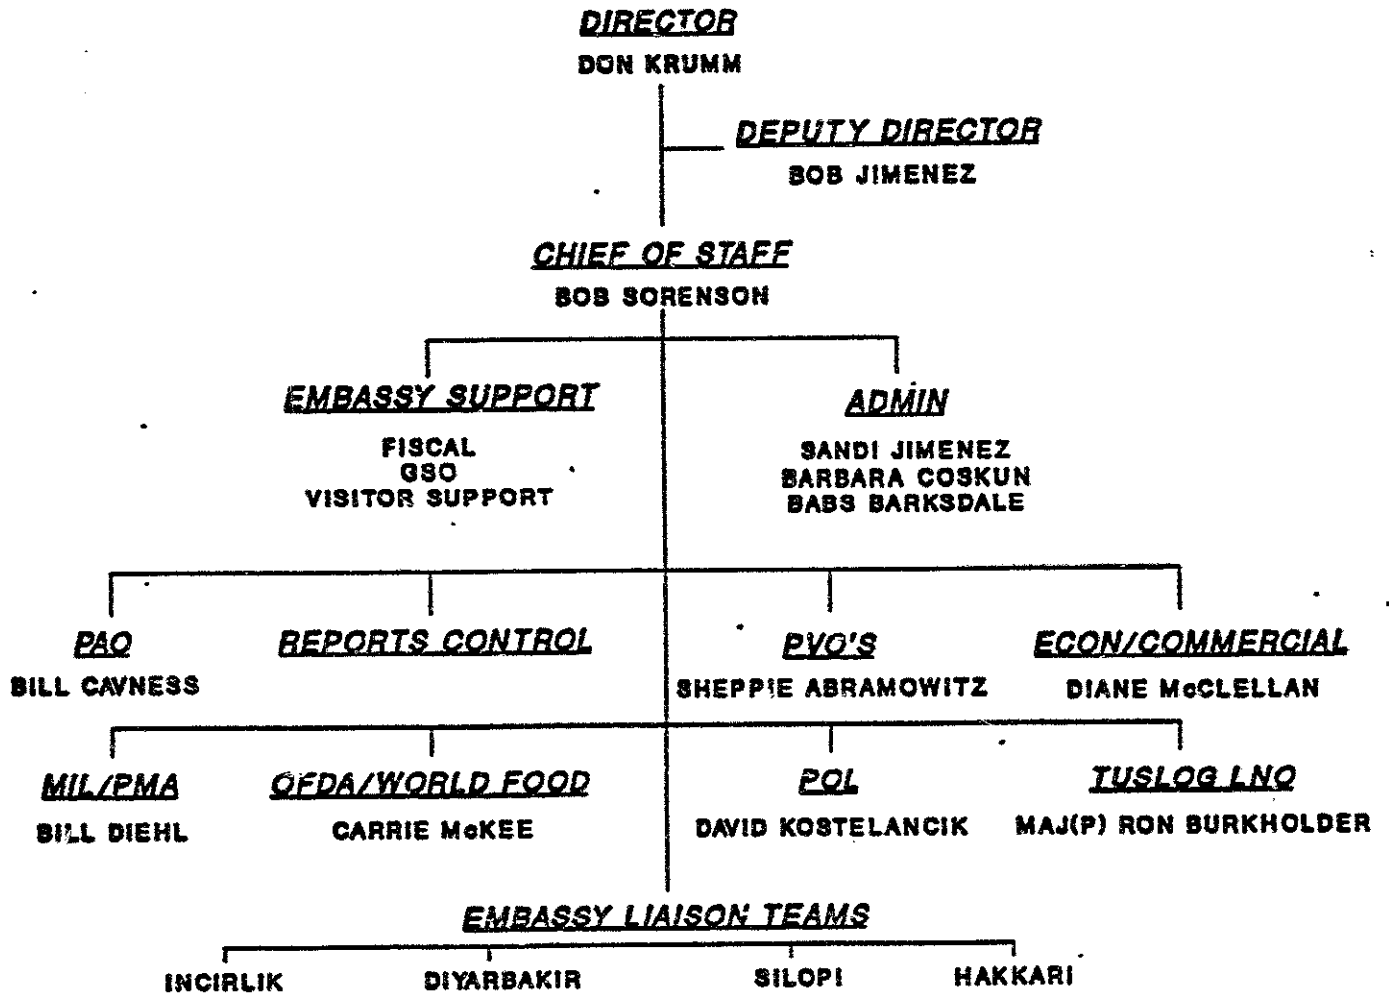 DIRECTOR
DON KRUMM
DEPUTY DIRECTOR
BOB JIMENEZ
CHIEF OF STAFF
BOB SORENSON
EMBASSY SUPPORT
FISCAL
GSO
VISITOR SUPPORT
ADMIN
SANDI JIMENEZ
BARBARA COSKUN
BABS BARKSDALE
PAO
BILL CAVNESS
REPORTS CONTROL
PVO'S
SHEPPIE ABRAMOWITZ
ECON/COMMERCIAL
DIANE McCLELLAN
MIL/PMA
BILL DIEHL
OFDA/WORLD FOOD
CARRIE McKEE
POL
DAVID KOSTELANCIK
TUSLOG LNO
MAJ(P) RON BURKHOLDER
EMBASSY LIAISON TEAMS
INCIRLIK
DIYARBAKIR
SILOPI
HAKKARI